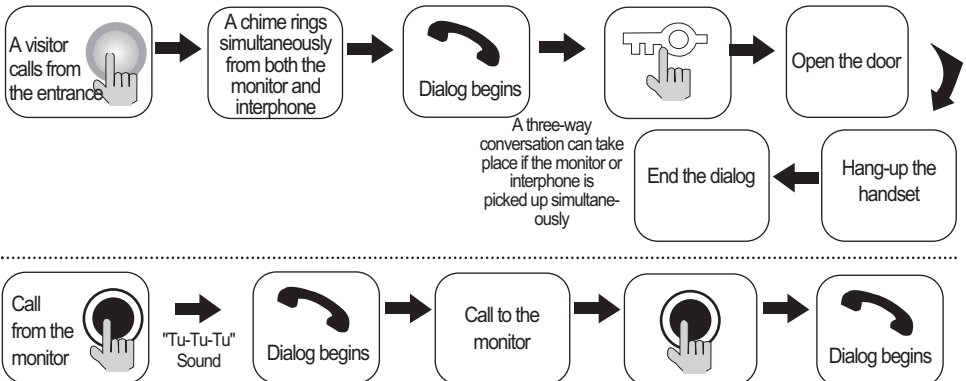 A visitor
calls from
the entrance
A chime rings
simultaneously
from both the
monitor and
interphone
Dialog begins
Open the door
A three-way
conversation can take
place if the monitor or
interphone is
picked up simultane-
ously
Hang-up the
handset
End the dialog
Call
from the
monitor
"Tu-Tu-Tu"
Sound
Dialog begins
Call to the
monitor
Dialog begins